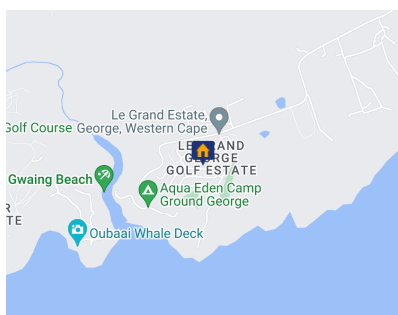 Le Grand Estate,
Golf Course George, Western Cape
LE GRAND
GEORGE
GOLF ESTATE
Gwaing Beach
Aqua Eden Camp
Ground George
R
TE
Oubaai Whale Deck